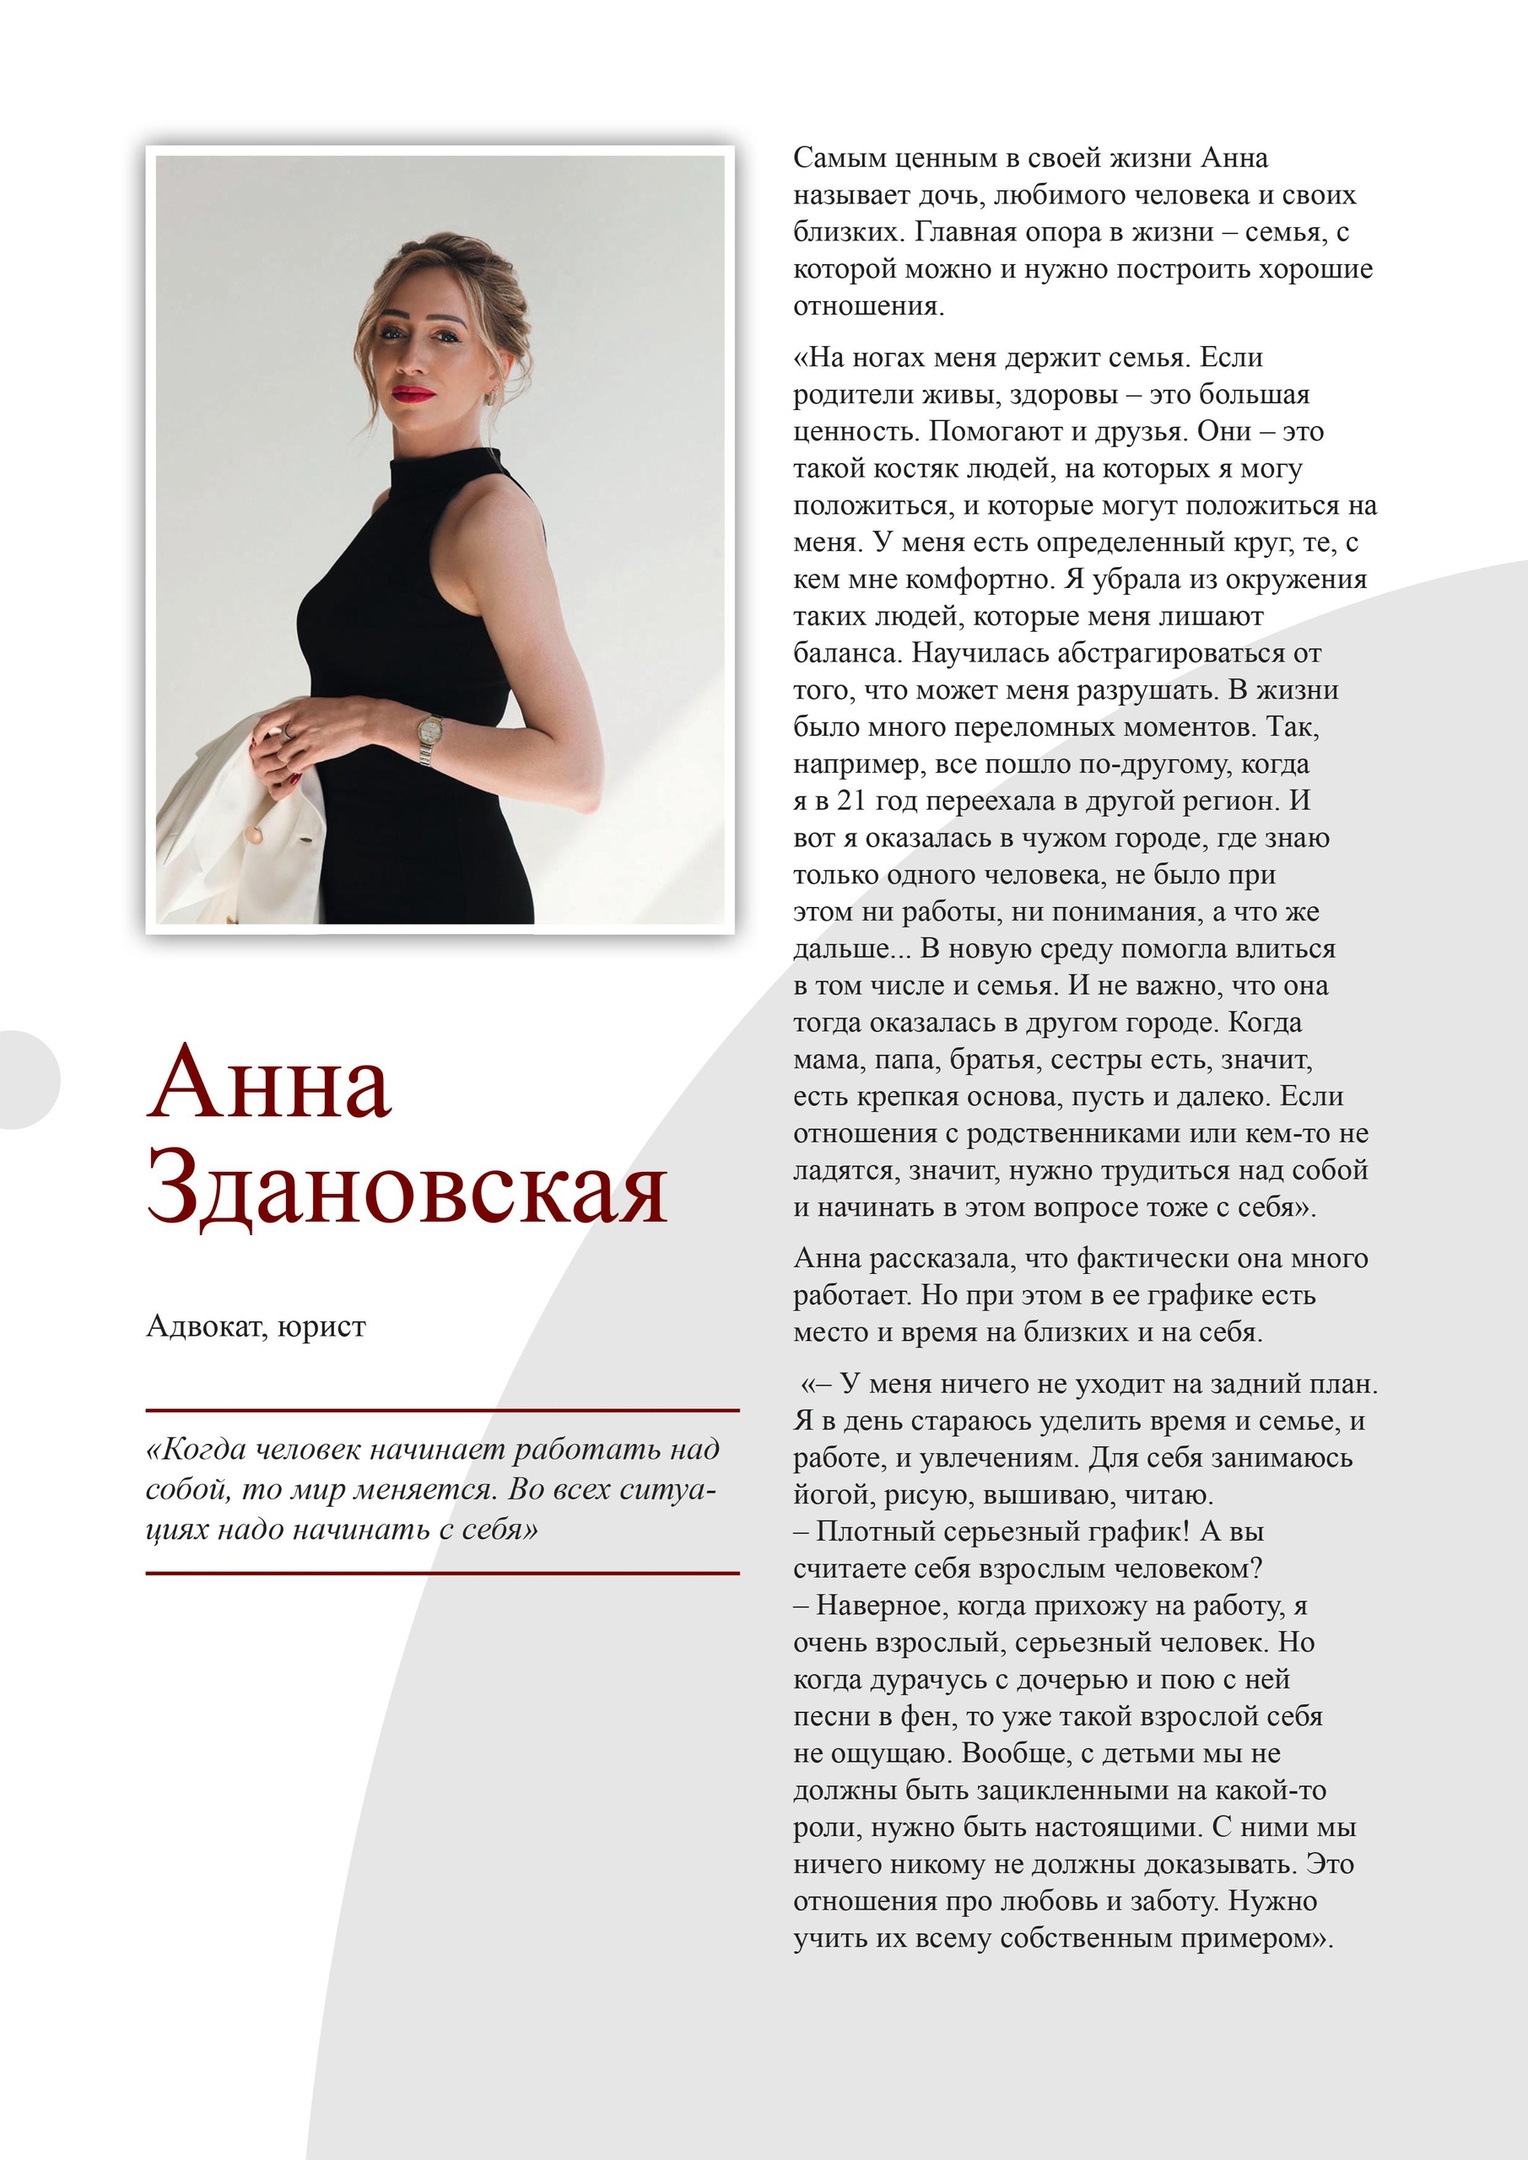 Анна
Здановская
Адвокат, юрист
«Когда человек начинает работать над
собой, то мир меняется. Во всех ситуа-
циях надо начинать с себя»
Самым ценным в своей жизни Анна
называет дочь, любимого человека и своих
близких. Главная опора в жизни – семья, с
которой можно и нужно построить хорошие
отношения.
«На ногах меня держит семья. Если
родители живы, здоровы – это большая
ценность. Помогают и друзья. Они – это
такой костяк людей, на которых я могу
положиться, и которые могут положиться на
меня. У меня есть определенный круг, те, с
кем мне комфортно. Я убрала из окружения
таких людей, которые меня лишают
баланса. Научилась абстрагироваться от
того, что может меня разрушать. В жизни
было много переломных моментов. Так,
например, все пошло по-другому, когда
я в 21 год переехала в другой регион. И
вот я оказалась в чужом городе, где знаю
только одного человека, не было при
этом ни работы, ни понимания, а что же
дальше... В новую среду помогла влиться
в том числе и семья. И не важно, что она
тогда оказалась в другом городе. Когда
мама, папа, братья, сестры есть, значит,
есть крепкая основа, пусть и далеко. Если
отношения с родственниками или кем-то не
ладятся, значит, нужно трудиться над собой
и начинать в этом вопросе тоже с себя».
Анна рассказала, что фактически она много
работает. Но при этом в ее графике есть
место и время на близких и на себя.
«– У меня ничего не уходит на задний план.
Я в день стараюсь уделить время и семье, и
работе, и увлечениям. Для себя занимаюсь
йогой, рисую, вышиваю, читаю.
– Плотный серьезный график! А вы
считаете себя взрослым человеком?
– Наверное, когда прихожу на работу, я
очень взрослый, серьезный человек. Но
когда дурачусь с дочерью и пою с ней
песни в фен, то уже такой взрослой себя
не ощущаю. Вообще, с детьми мы не
должны быть зацикленными на какой-то
роли, нужно быть настоящими. С ними мы
ничего никому не должны доказывать. Это
отношения про любовь и заботу. Нужно
учить их всему собственным примером».